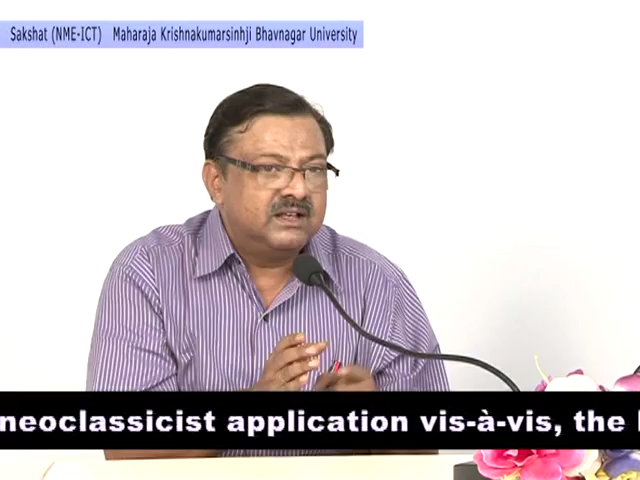 Sakshat (NME-ICT) Maharaja Krishnakumarsinhji Bhavnagar University
neoclassicist application vis-à-vis, the